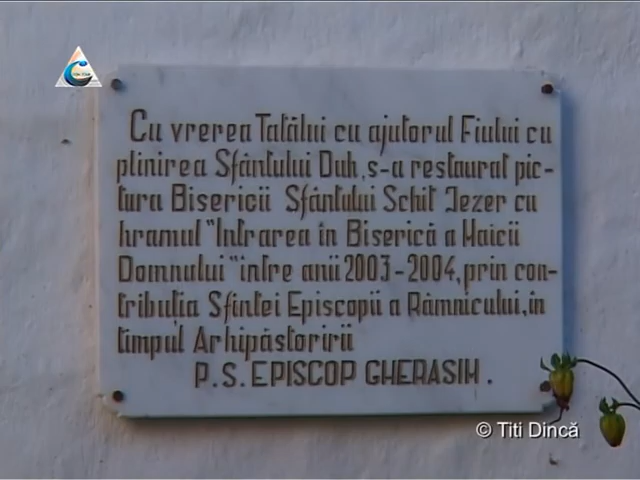 Cu vrerea Tatălui cu ajutorul Fiului cu
plinirea Sfântului Duh, s-a restaurat pic-
tura Bisericii Sfântului Schit Jezer cu
hramul "Intrarea în Biserică a Maicii
Domnului" între anii 2003-2004, prin con-
tribuția Sfintei Episcopii a Râmnicului, în
timpul Arhipăstoririi
P.S. EPISCOP GHERASIM.
© Titi Dincă